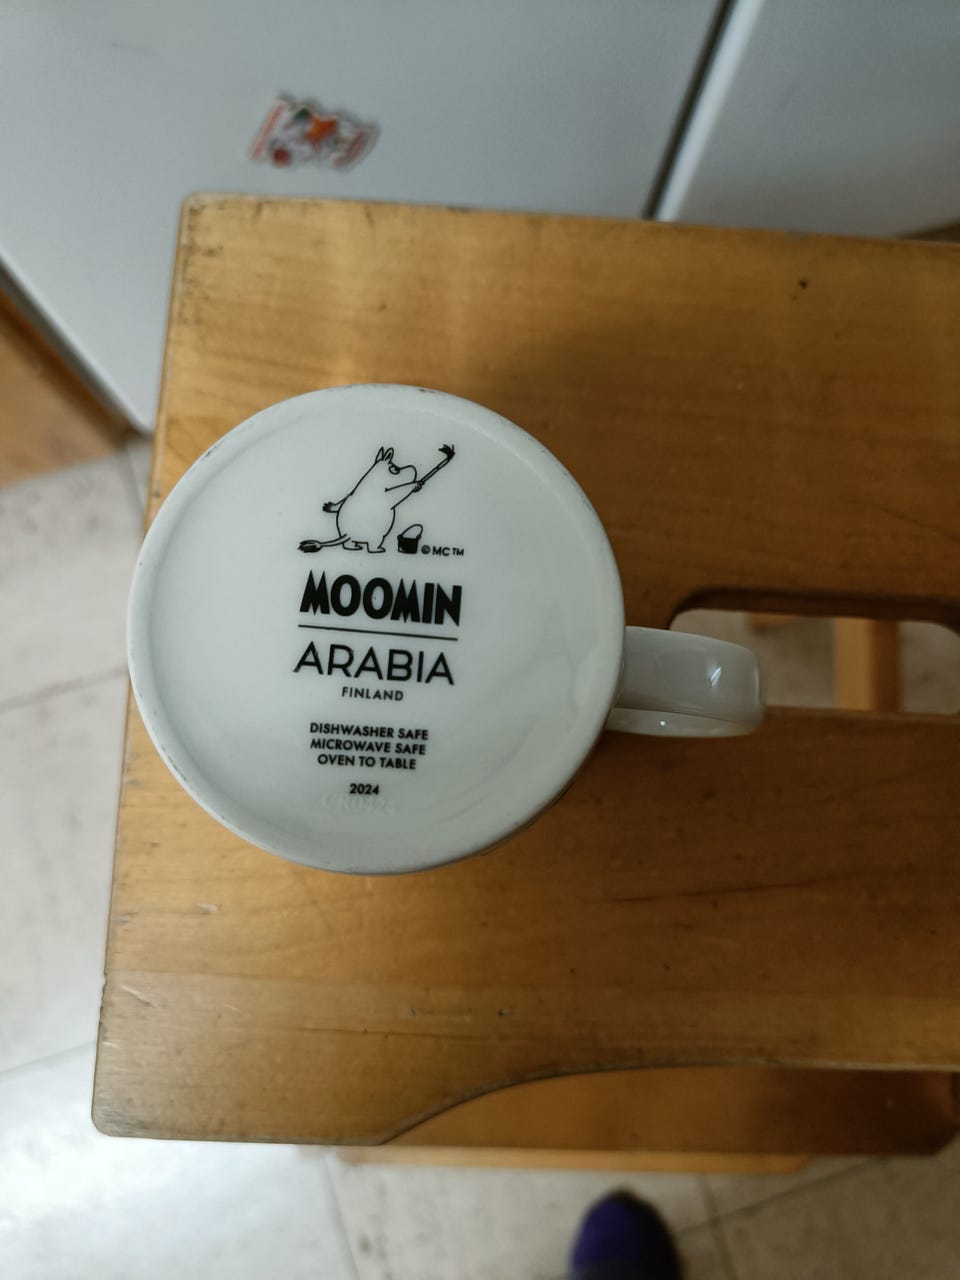 © MC ™
MOOMIN
ARABIA
FINLAND
DISHWASHER SAFE
MICROWAVE SAFE
OVEN TO TABLE
2024